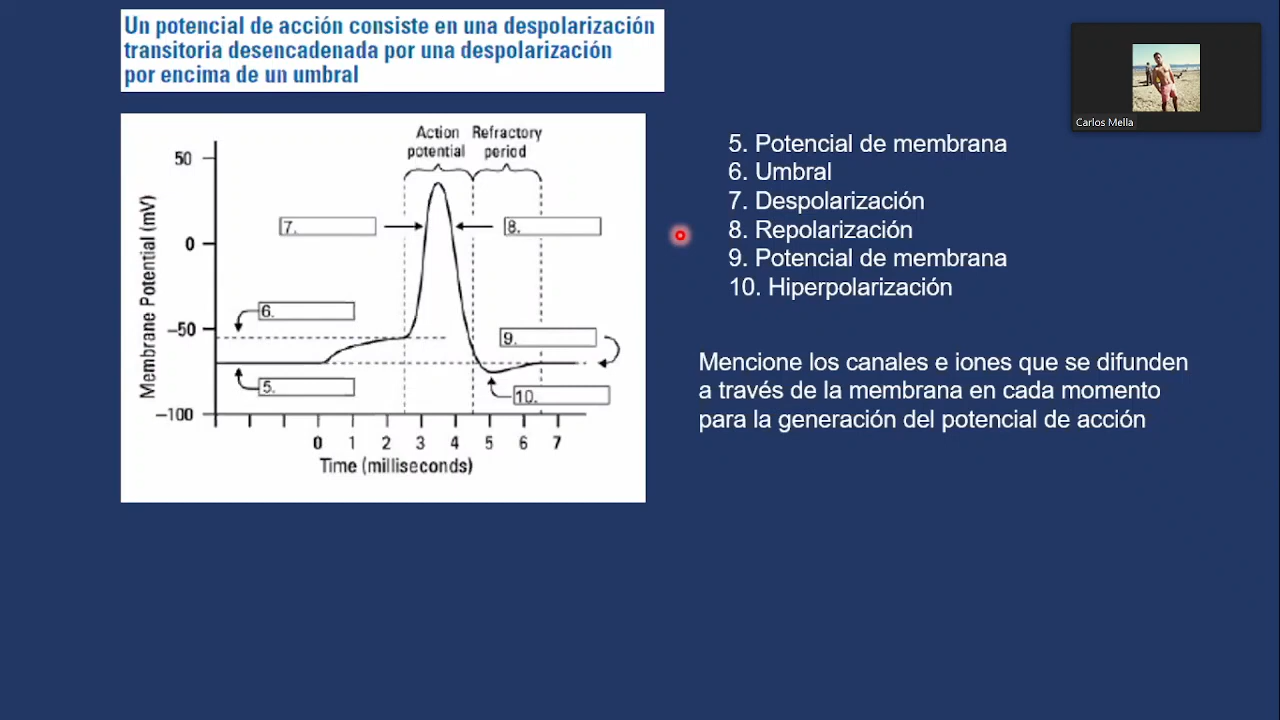 Un potencial de acción consiste en una despolarización
transitoria desencadenada por una despolarización
por encima de un umbral
Carlos Mella
Action potential
Refractory period
Membrane Potential (mV)
50
0
−50
−100
7.
8.
6.
9.
5.
10.
0 1 2 3 4 5 6 7
Time (milliseconds)
5. Potencial de membrana
6. Umbral
7. Despolarización
8. Repolarización
9. Potencial de membrana
10. Hiperpolarización
Mencione los canales e iones que se difunden
a través de la membrana en cada momento
para la generación del potencial de acción